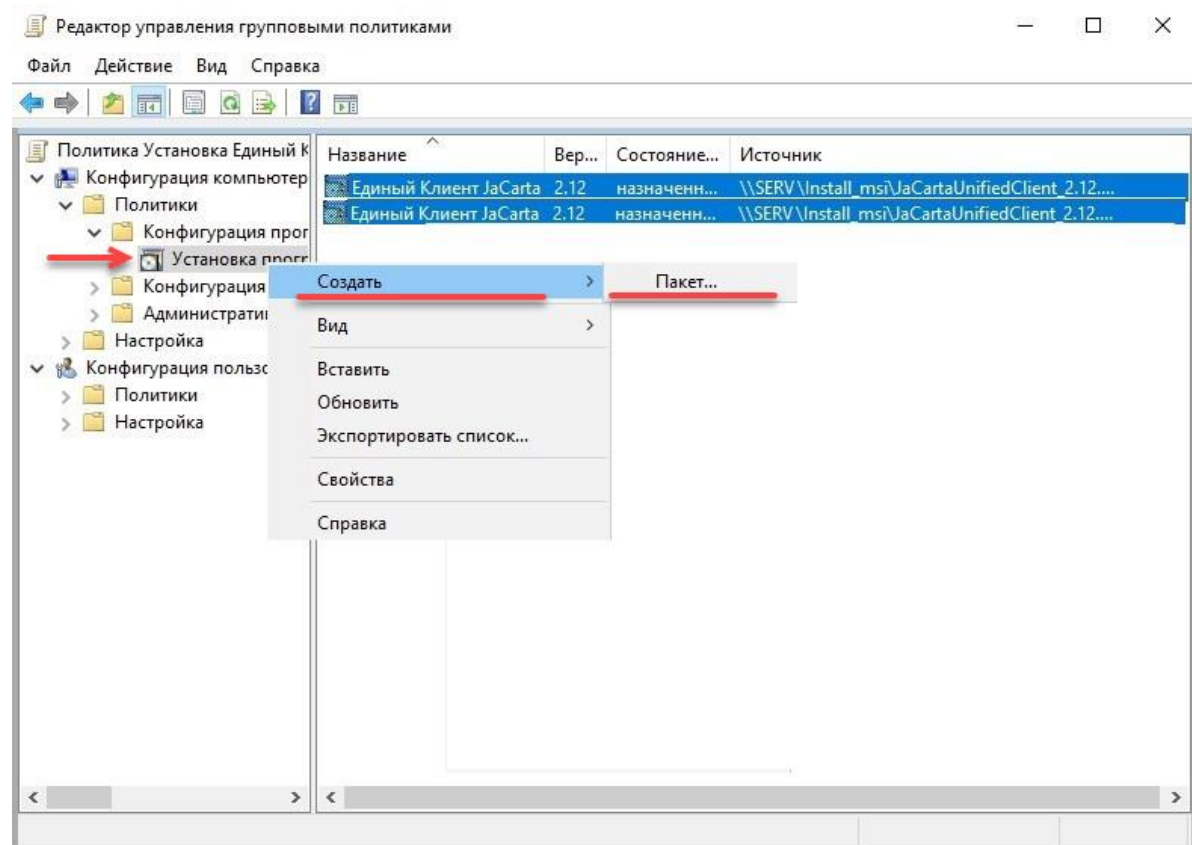 Редактор управления групповыми политиками
Файл Действие Вид Справка
Политика Установка Единый К
Конфигурация компьютер
Политики
Конфигурация прог
Установка прогр
Конфигурация
Административ
Настройка
Конфигурация пользо
Политики
Настройка
Название Вер... Состояние... Источник
Единый Клиент JaCarta 2.12 назначенн... \\SERV\Install_msi\JaCartaUnifiedClient_2.12....
Единый Клиент JaCarta 2.12 назначенн... \\SERV\Install_msi\JaCartaUnifiedClient_2.12....
Создать
Пакет...
Вид
Вставить
Обновить
Экспортировать список...
Свойства
Справка